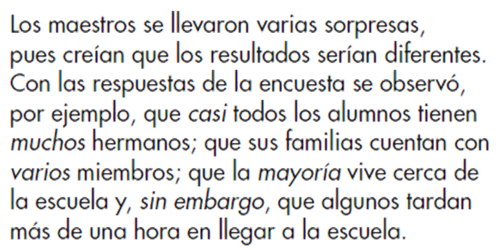 Los maestros se llevaron varias sorpresas,
pues creían que los resultados serían diferentes.
Con las respuestas de la encuesta se observó,
por ejemplo, que casi todos los alumnos tienen
muchos hermanos; que sus familias cuentan con
varios miembros; que la mayoría vive cerca de
la escuela y, sin embargo, que algunos tardan
más de una hora en llegar a la escuela.